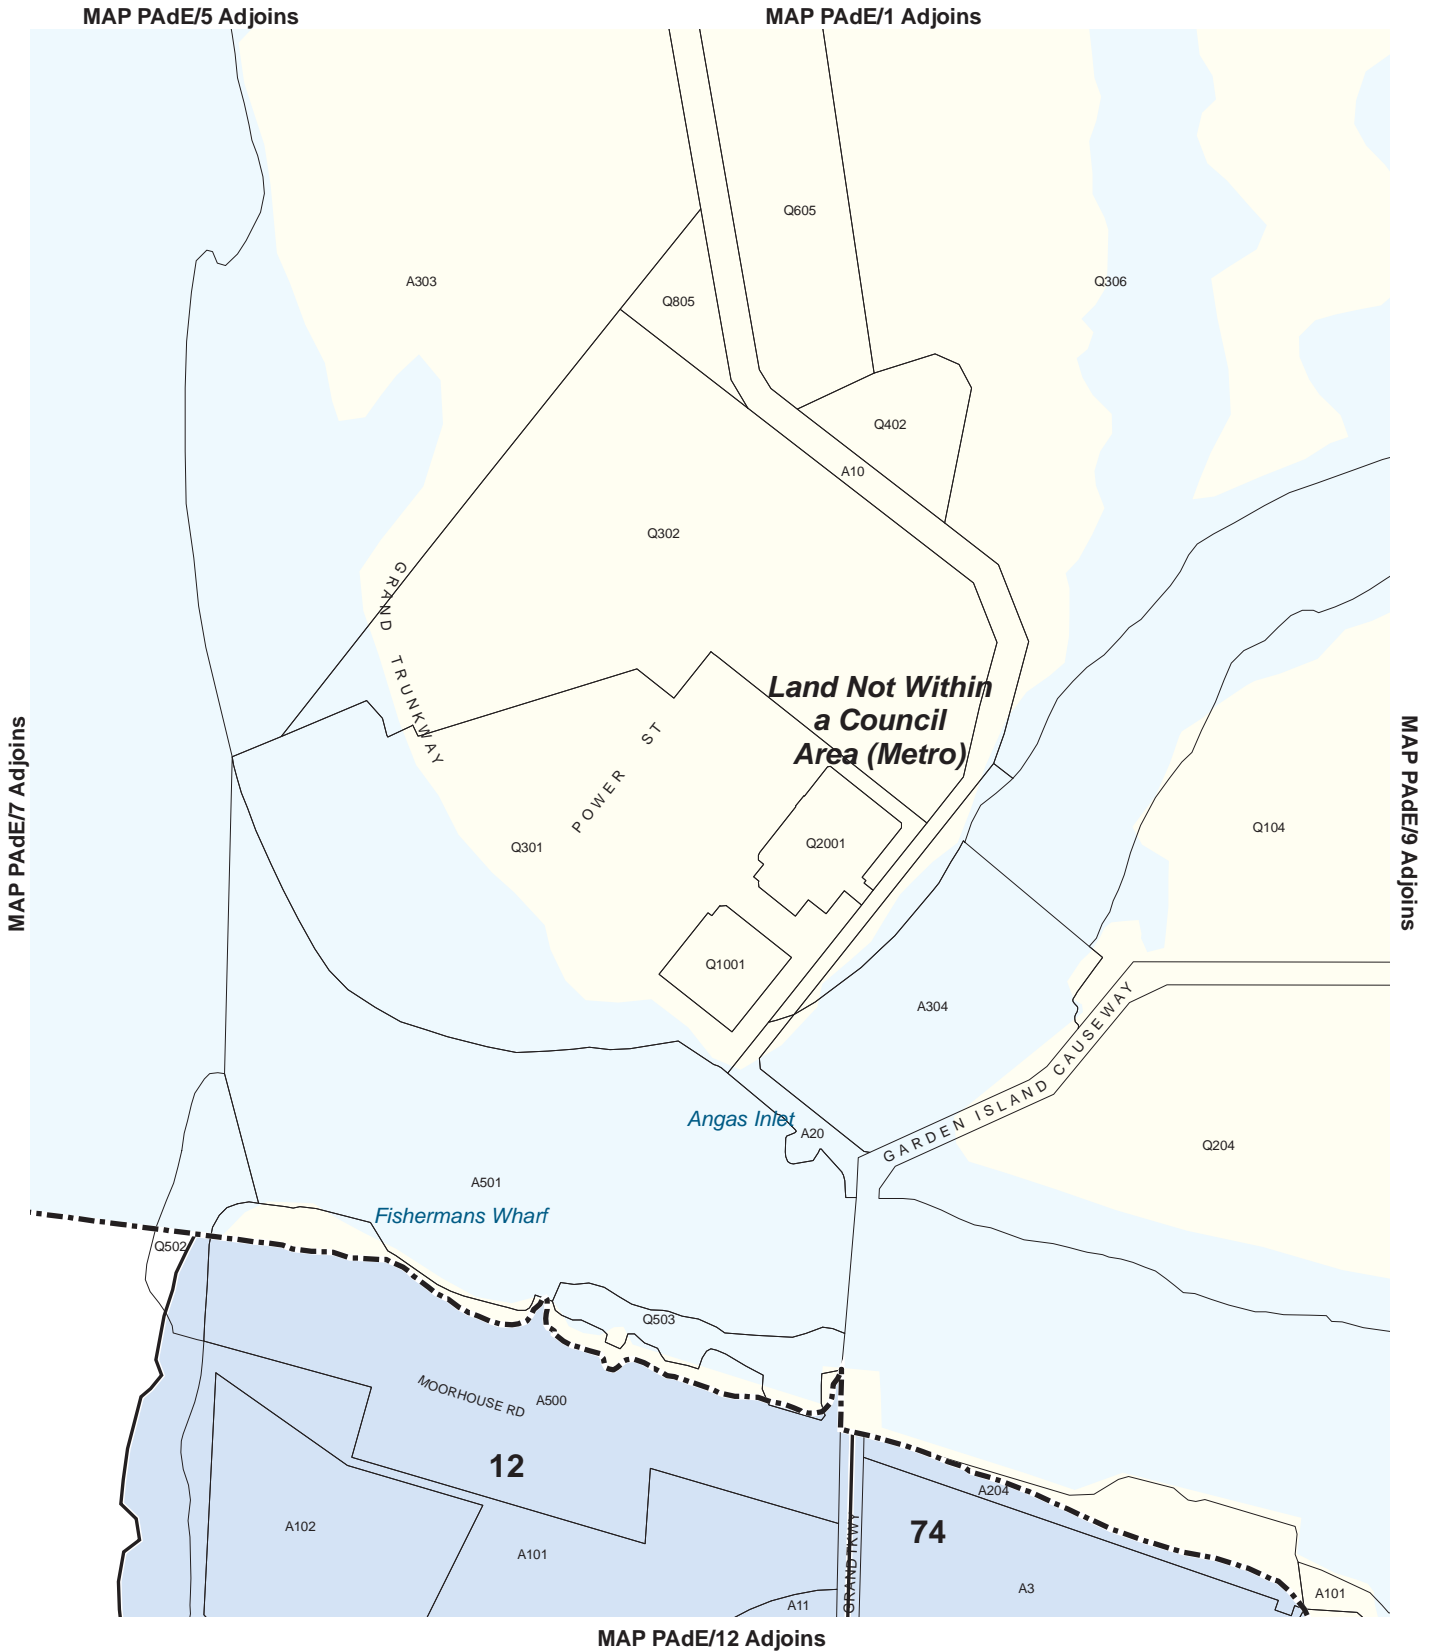 MAP PAdE/5 Adjoins
MAP PAdE/1 Adjoins
Q605
A303
Q306
Q805
Q402
A10
Q302
GRAND TRUNKWAY
Land Not Within
a Council
Area (Metro)
POWER ST
MAP PAdE/7 Adjoins
MAP PAdE/9 Adjoins
Q104
Q2001
Q301
Q1001
A304
GARDEN ISLAND CAUSEWAY
Angas Inlet
A20
Q204
A501
Fishermans Wharf
Q502
Q503
MOORHOUSE RD
A500
12
A204
74
A102
A101
GRANDTKWY
A3
A101
A11
MAP PAdE/12 Adjoins